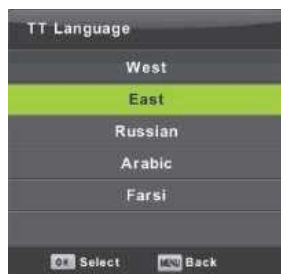 TT Language
West
East
Russian
Arabic
Farsi
OK Select MENU Back